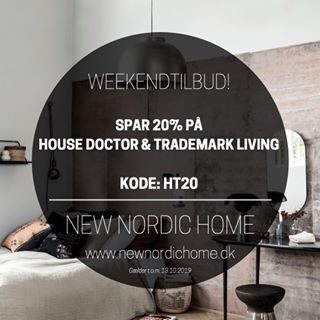 WEEKENDTILBUD!
SPAR 20% PÅ
HOUSE DOCTOR & TRADEMARK LIVING
KODE: HT20
NEW NORDIC HOME
www.newnordichome.dk
Gælder t.o.m. 13.10.2019